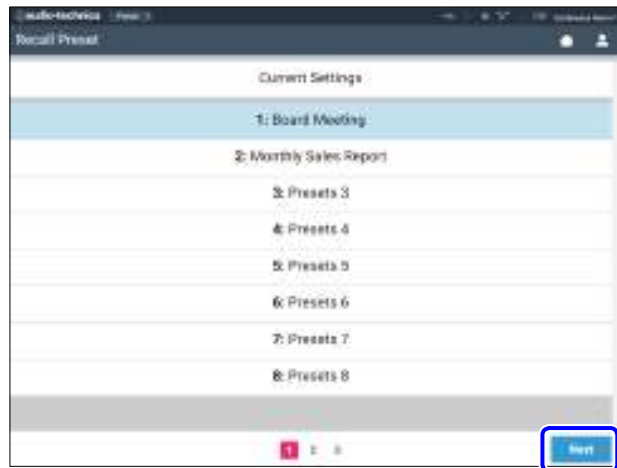 audio-technica
Recall Preset
Current Settings
1: Board Meeting
2: Monthly Sales Report
3: Presets 3
4: Presets 4
5: Presets 5
6: Presets 6
7: Presets 7
8: Presets 8
1 2 3
Next